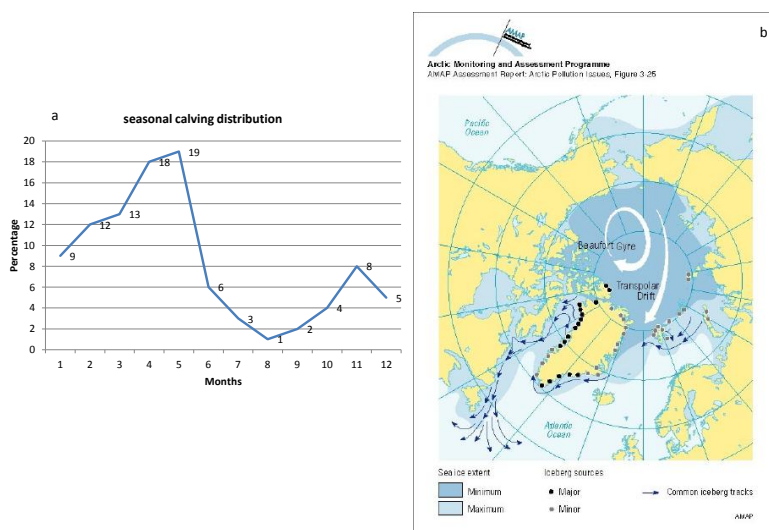 a
seasonal calving distribution
20
18
16
14
12
10
8
6
4
2
0
Percentage
9
12
13
18
19
6
3
1
2
4
8
5
1 2 3 4 5 6 7 8 9 10 11 12
Months
b
AMAP
Arctic Monitoring and Assessment Programme
AMAP Assessment Report: Arctic Pollution Issues, Figure 3-25
Pacific
Ocean
Beaufort Gyre
Transpolar
Drift
Atlantic
Ocean
Sea ice extent
Minimum
Maximum
Iceberg sources
Major
Minor
Common iceberg tracks
AMAP